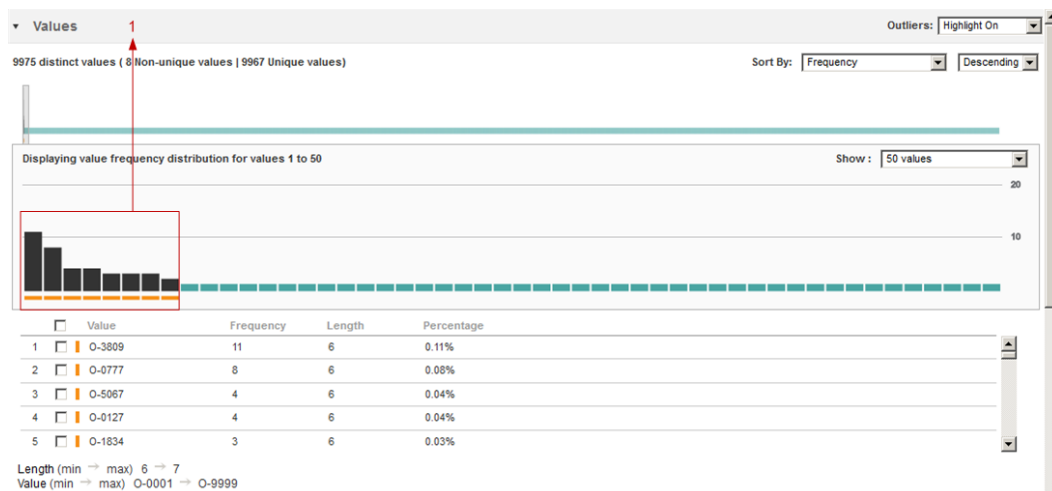 Values
1
Outliers: Highlight On
9975 distinct values ( 8 Non-unique values | 9967 Unique values)
Sort By: Frequency Descending
Displaying value frequency distribution for values 1 to 50
Show : 50 values
20
10
Value Frequency Length Percentage
1 O-3809 11 6 0.11%
2 O-0777 8 6 0.08%
3 O-5067 4 6 0.04%
4 O-0127 4 6 0.04%
5 O-1834 3 6 0.03%
Length (min → max) 6 → 7
Value (min → max) O-0001 → O-9999